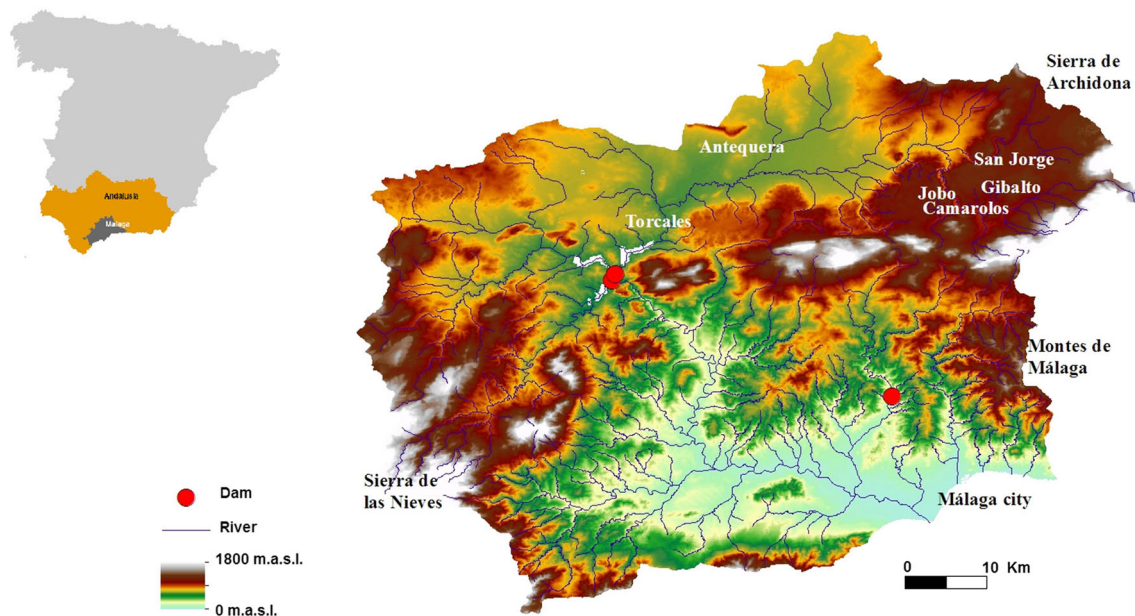 Andalusia
Malaga
Sierra de
Archidona
Antequera
San Jorge
Jobo
Gibalto
Camarolos
Torcales
Montes de
Málaga
Sierra de
las Nieves
Málaga city
Dam
River
1800 m.a.s.l.
0 m.a.s.l.
0 10 Km